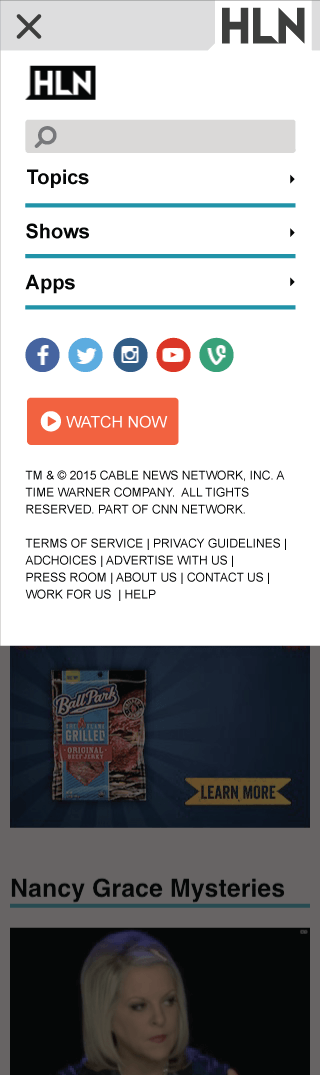 HLN
HLN
Topics
Shows
Apps
WATCH NOW
TM & © 2015 CABLE NEWS NETWORK, INC. A
TIME WARNER COMPANY.  ALL TIGHTS
RESERVED. PART OF CNN NETWORK.
TERMS OF SERVICE | PRIVACY GUIDELINES |
ADCHOICES | ADVERTISE WITH US |
PRESS ROOM | ABOUT US | CONTACT US |
WORK FOR US  | HELP
Ball Park
GRILLED
ORIGINAL
BEEF JERKY
LEARN MORE
Nancy Grace Mysteries